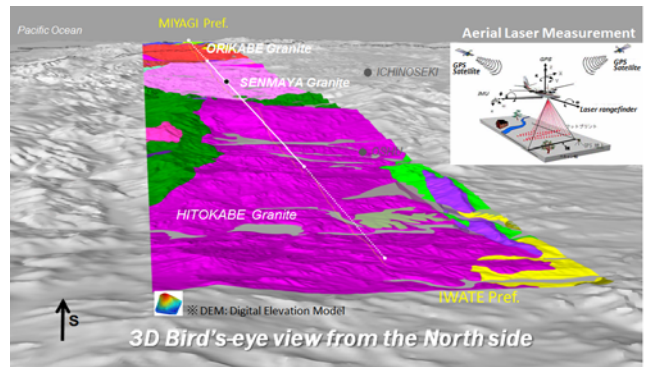 MIYAGI Pref.
Pacific Ocean
Aerial Laser Measurement
ORIKABE Granite
GPS
GPS Satellite
GPS Satellite
ICHINOSEKI
SENMAYA Granite
IMU
Laser rangefinder
HITOKABE Granite
IWATE Pref.
※ DEM: Digital Elevation Model
S
3D Bird's-eye view from the North side